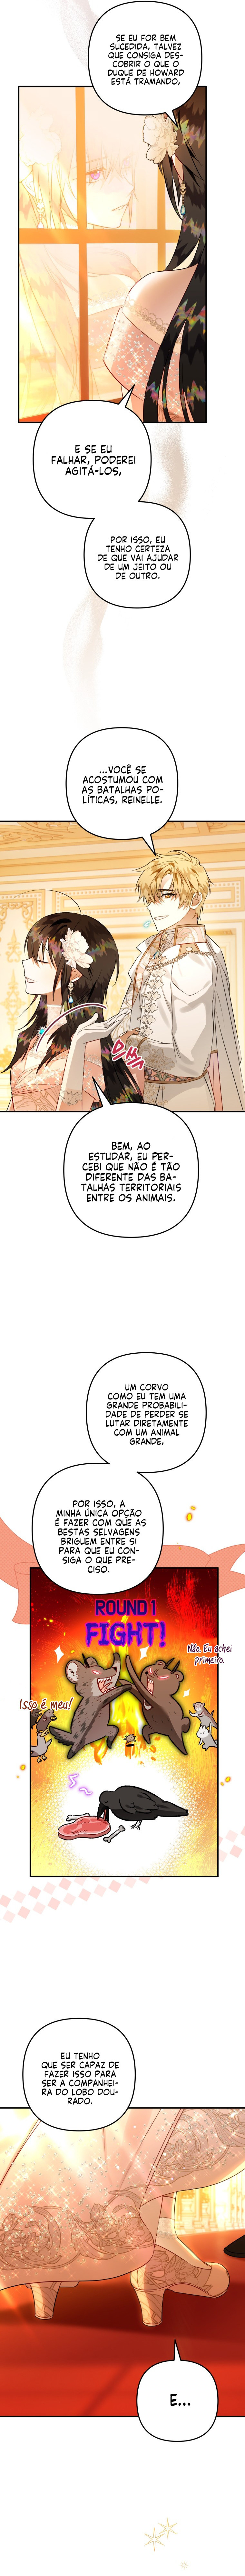 SE EU FOR BEM
SUCEDIDA, TALVEZ
QUE CONSIGA DES-
COBRIR O QUE O
DUQUE DE HOWARD
ESTÁ TRAMANDO,
E SE EU
FALHAR, PODEREI
AGITÁ-LOS,
POR ISSO, EU
TENHO CERTEZA
DE QUE VAI AJUDAR
DE UM JEITO OU
DE OUTRO.
...VOCÊ SE
ACOSTUMOU COM
AS BATALHAS PO-
LÍTICAS, REINELLE.
BEM, AO
ESTUDAR, EU PER-
CEBI QUE NÃO É TÃO
DIFERENTE DAS BA-
TALHAS TERRITORIAIS
ENTRE OS ANIMAIS.
UM CORVO
COMO EU TEM UMA
GRANDE PROBABILI-
DADE DE PERDER SE
LUTAR DIRETAMENTE
COM UM ANIMAL
GRANDE,
POR ISSO, A
MINHA ÚNICA OPÇÃO
É FAZER COM QUE AS
BESTAS SELVAGENS
BRIGUEM ENTRE SI
PARA QUE EU CON-
SIGA O QUE PRE-
CISO.
ROUND 1
FIGHT!
Não. Eu achei
primeiro.
Isso é meu!
EU TENHO
QUE SER CAPAZ DE
FAZER ISSO PARA
SER A COMPANHEI-
RA DO LOBO DOU-
RADO.
E...